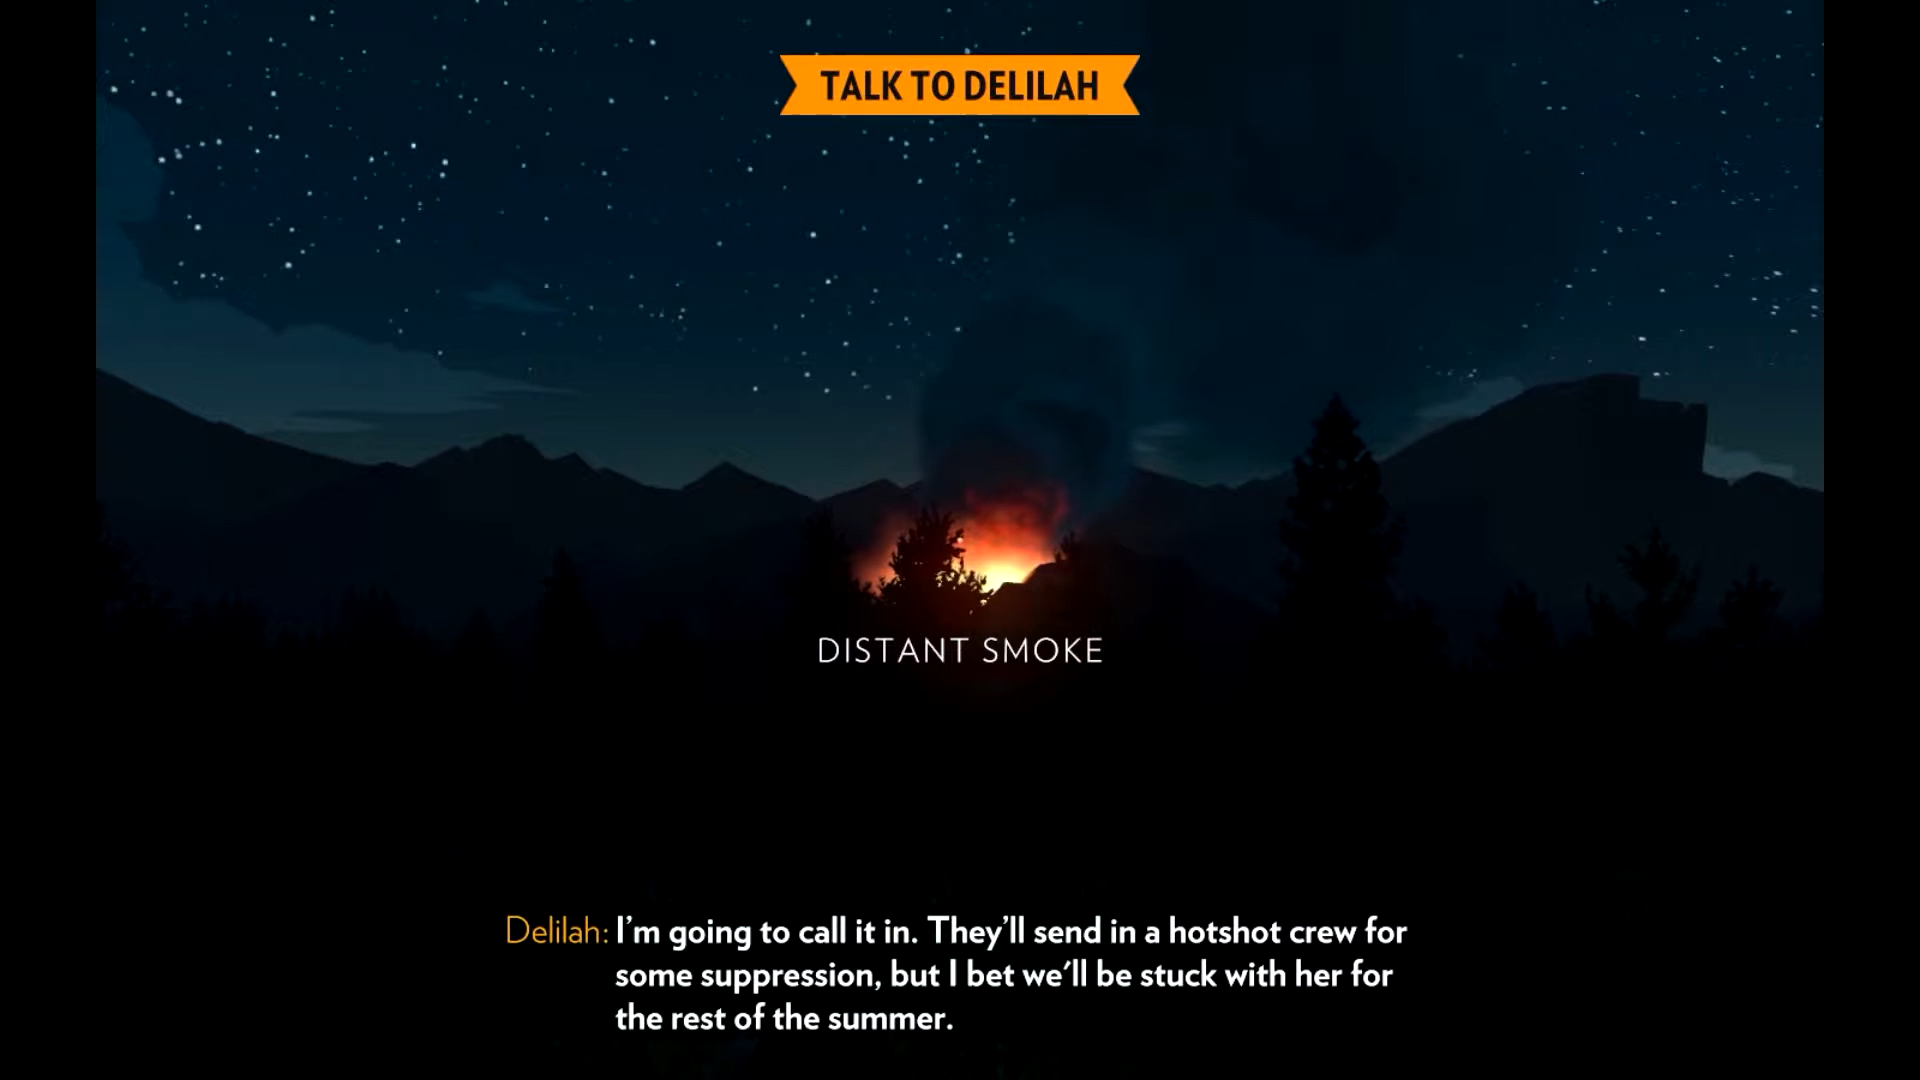 TALK TO DELILAH
DISTANT SMOKE
Delilah: I'm going to call it in. They'll send in a hotshot crew for
some suppression, but I bet we'll be stuck with her for
the rest of the summer.